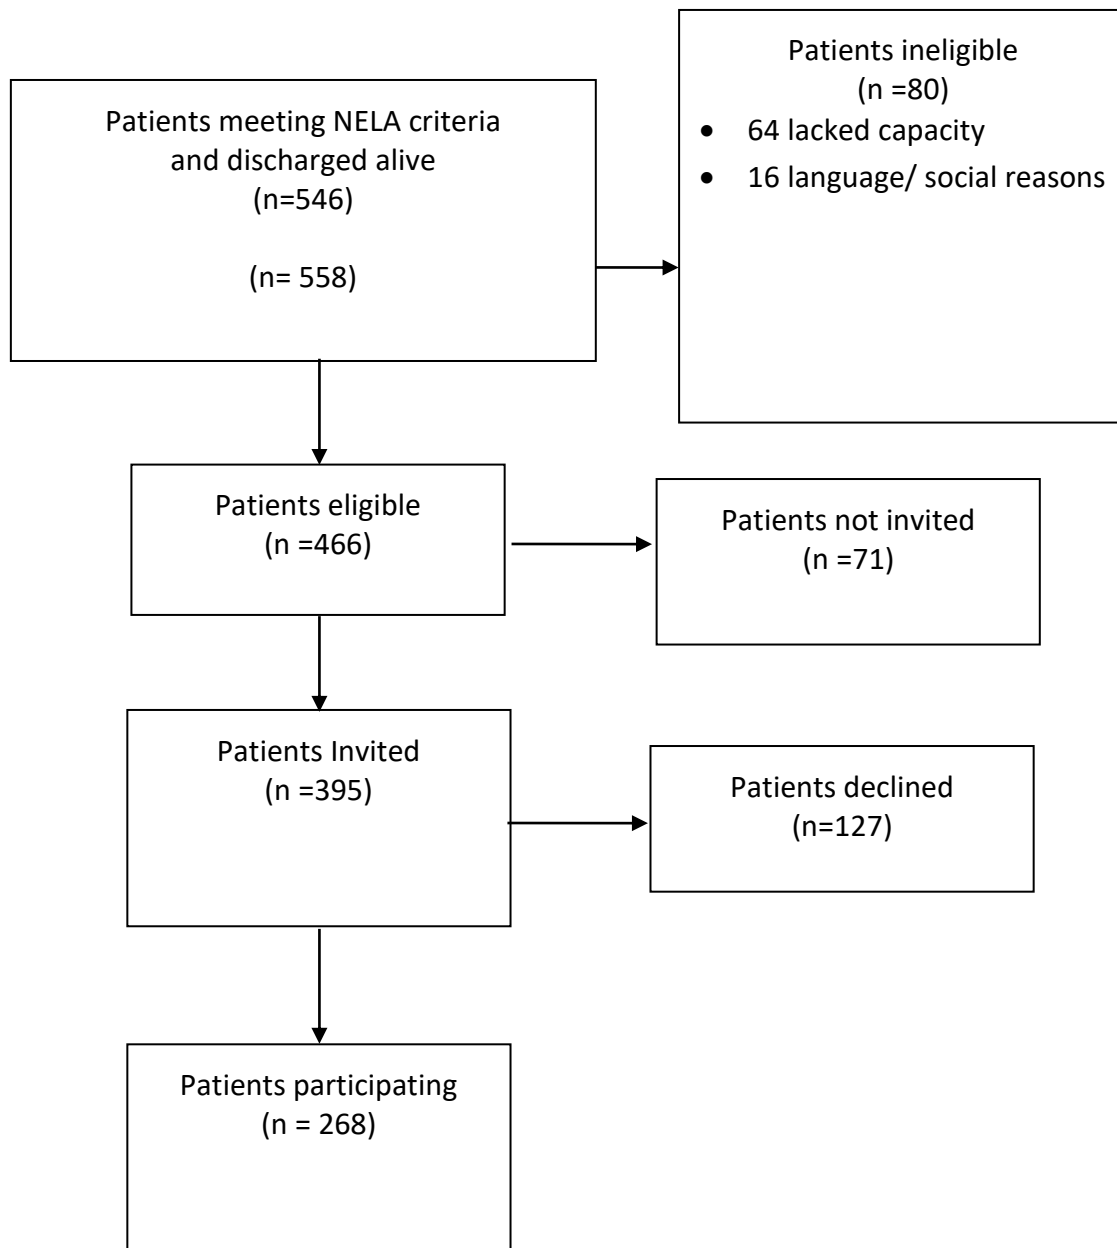 Patients meeting NELA criteria
and discharged alive
(n=546)
(n= 558)
Patients ineligible
(n =80)
• 64 lacked capacity
• 16 language/ social reasons
Patients eligible
(n =466)
Patients not invited
(n =71)
Patients Invited
(n =395)
Patients declined
(n=127)
Patients participating
(n = 268)